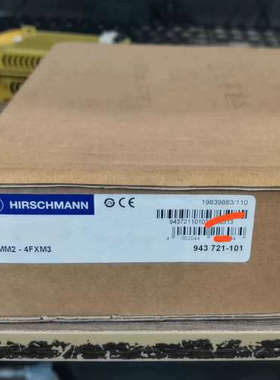 HIRSCHMANN
CE
19839883/110
MM2 - 4FXM3
943 721-101